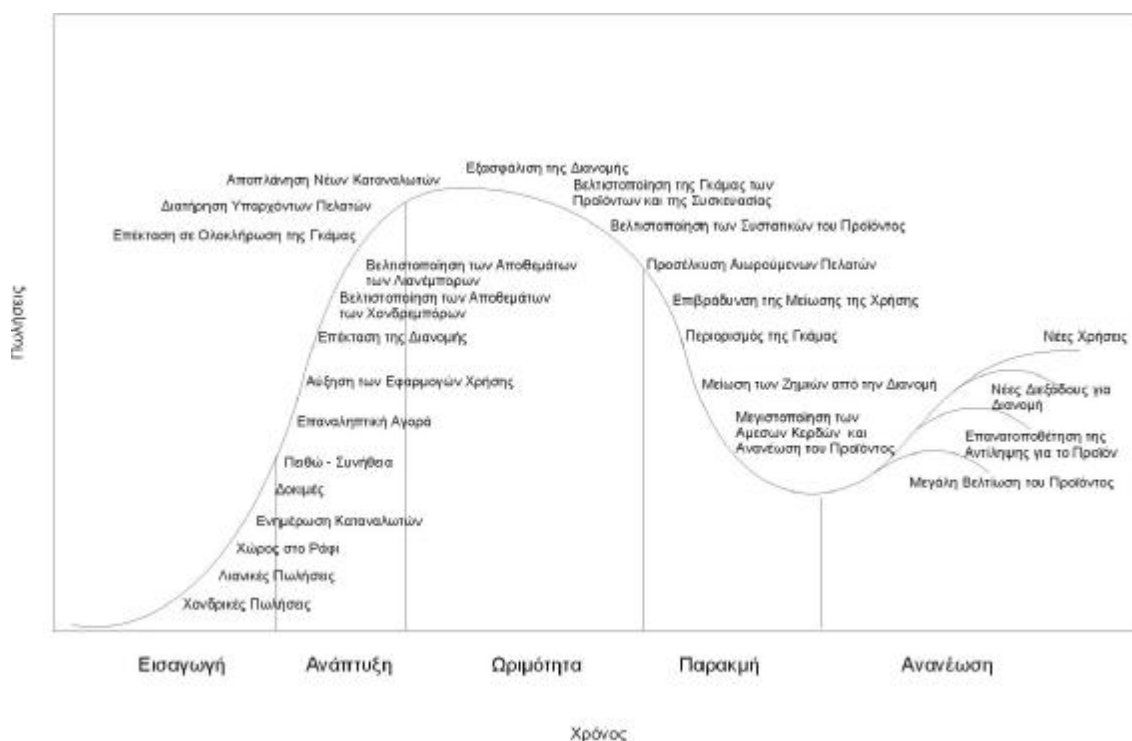 Εξασφάλιση της Διανομής
Αποπλάνηση Νέων Καταναλωτών
Βελτιστοποίηση της Γκάμας των
Προϊόντων και της Συσκευασίας
Διατήρηση Υπαρχόντων Πελατών
Βελτιστοποίηση των Συστατικών του Προϊόντος
Επέκταση σε Ολοκλήρωση της Γκάμας
Βελτιστοποίηση των Αποθεμάτων
των Λιανέμπορων
Προσέλκυση Αιωρούμενων Πελατών
Βελτιστοποίηση των Αποθεμάτων
των Χονδρεμπόρων
Επιβράδυνση της Μείωσης της Χρήσης
Επέκταση της Διανομής
Περιορισμός της Γκάμας
Νέες Χρήσεις
Πωλήσεις
Αύξηση των Εφαρμογών Χρήσης
Μείωση των Ζημιών από την Διανομή
Νέες Διεξόδους για
Διανομή
Επαναληπτική Αγορά
Μεγιστοποίηση των
Αμεσων Κερδών και
Ανανέωση του Προϊόντος
Επανατοποθέτηση της
Αντίληψης για το Προϊόν
Πειθώ - Συνήθεια
Μεγάλη Βελτίωση του Προϊόντος
Δοκιμές
Ενημέρωση Καταναλωτών
Χώρος στο Ράφι
Λιανικές Πωλήσεις
Χονδρικές Πωλήσεις
Εισαγωγή
Ανάπτυξη
Ωριμότητα
Παρακμή
Ανανέωση
Χρόνος